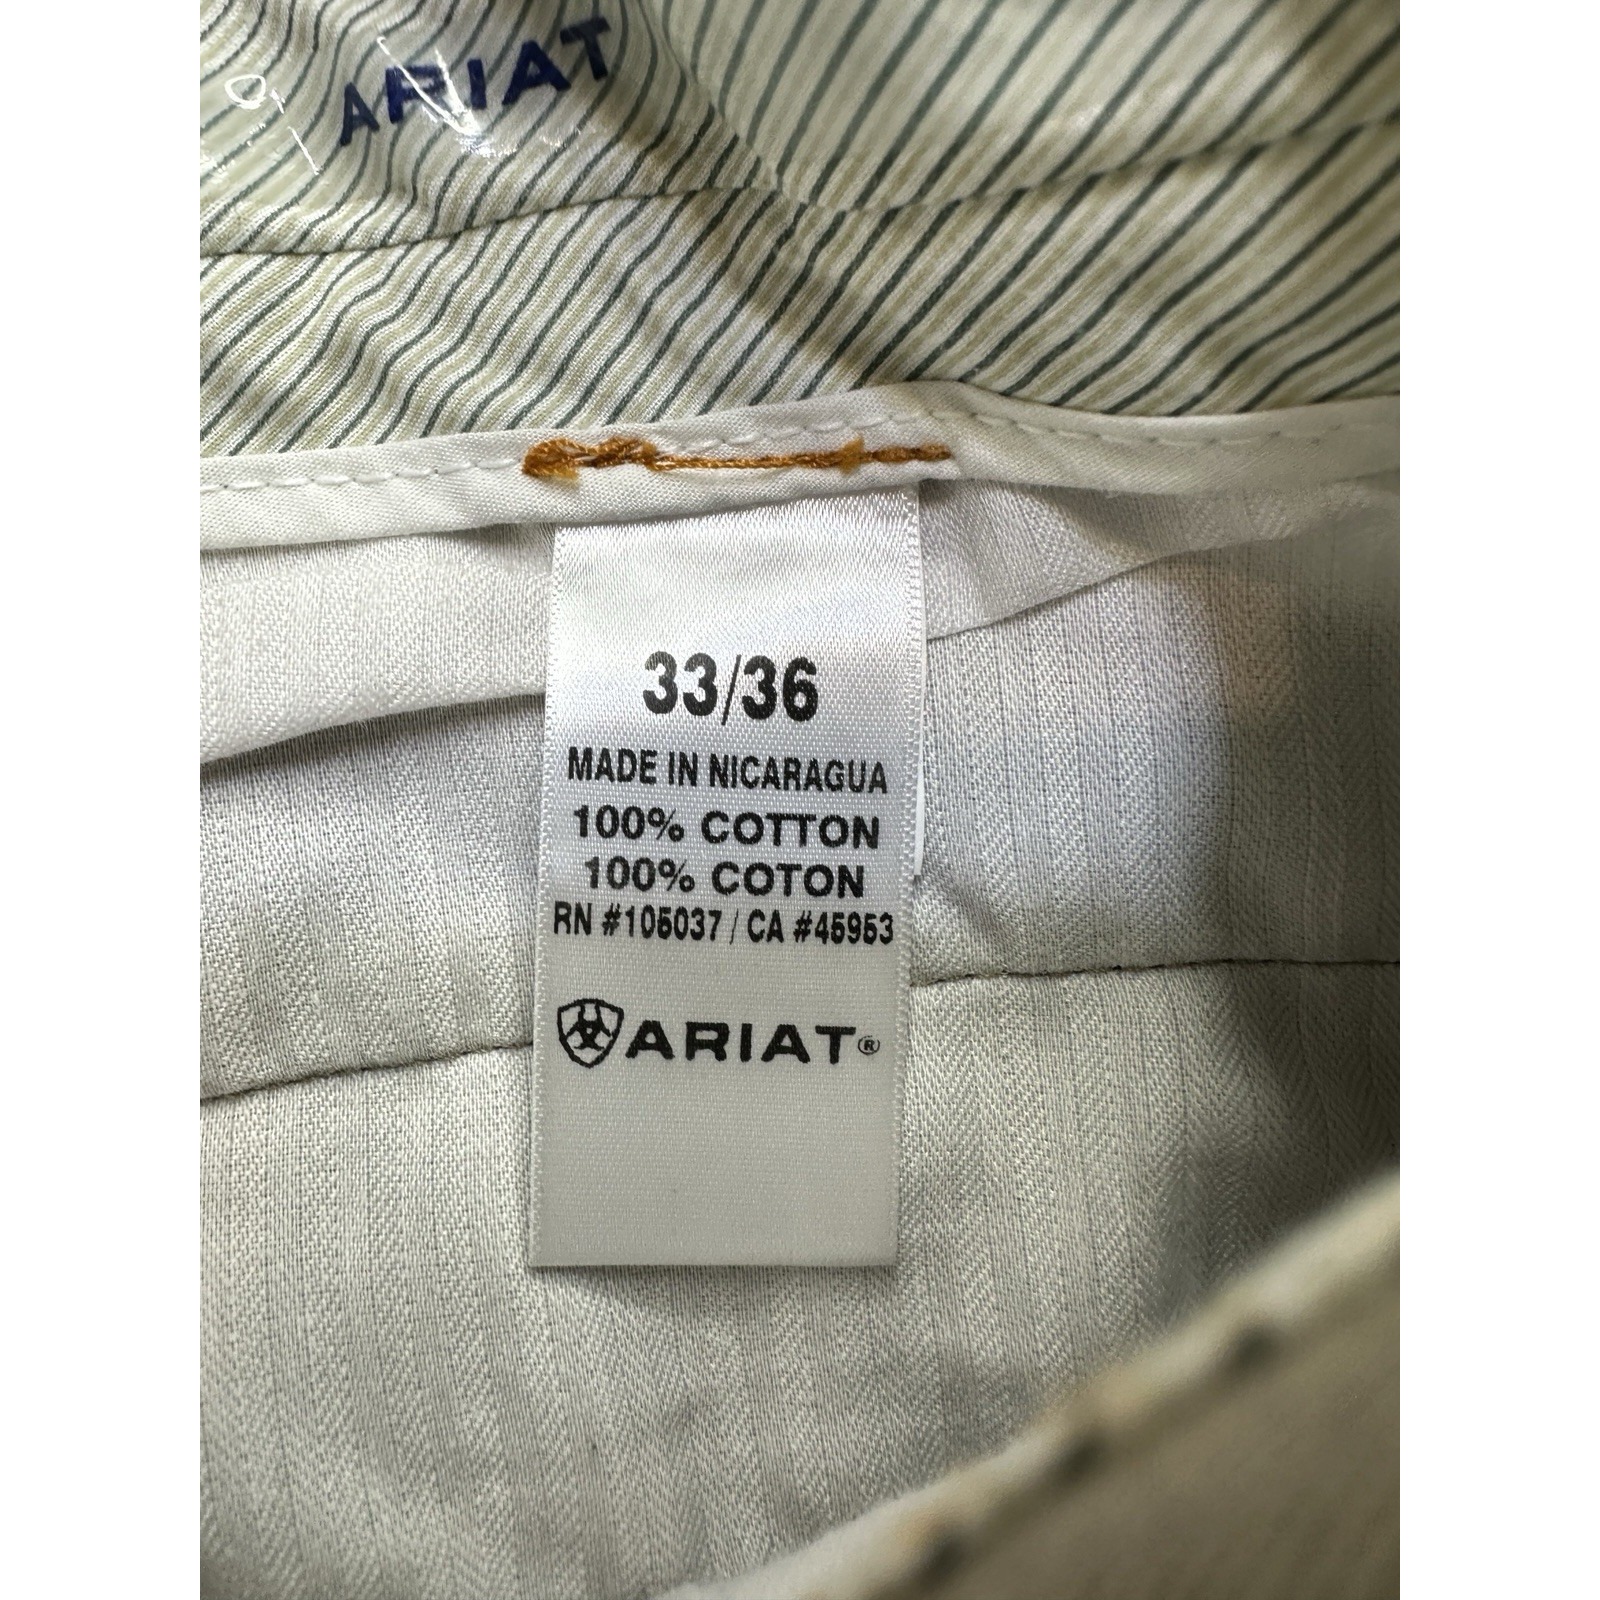 ARIAT
33/36
MADE IN NICARAGUA
100% COTTON
100% COTON
RN #105037 / CA #45953
ARIAT®